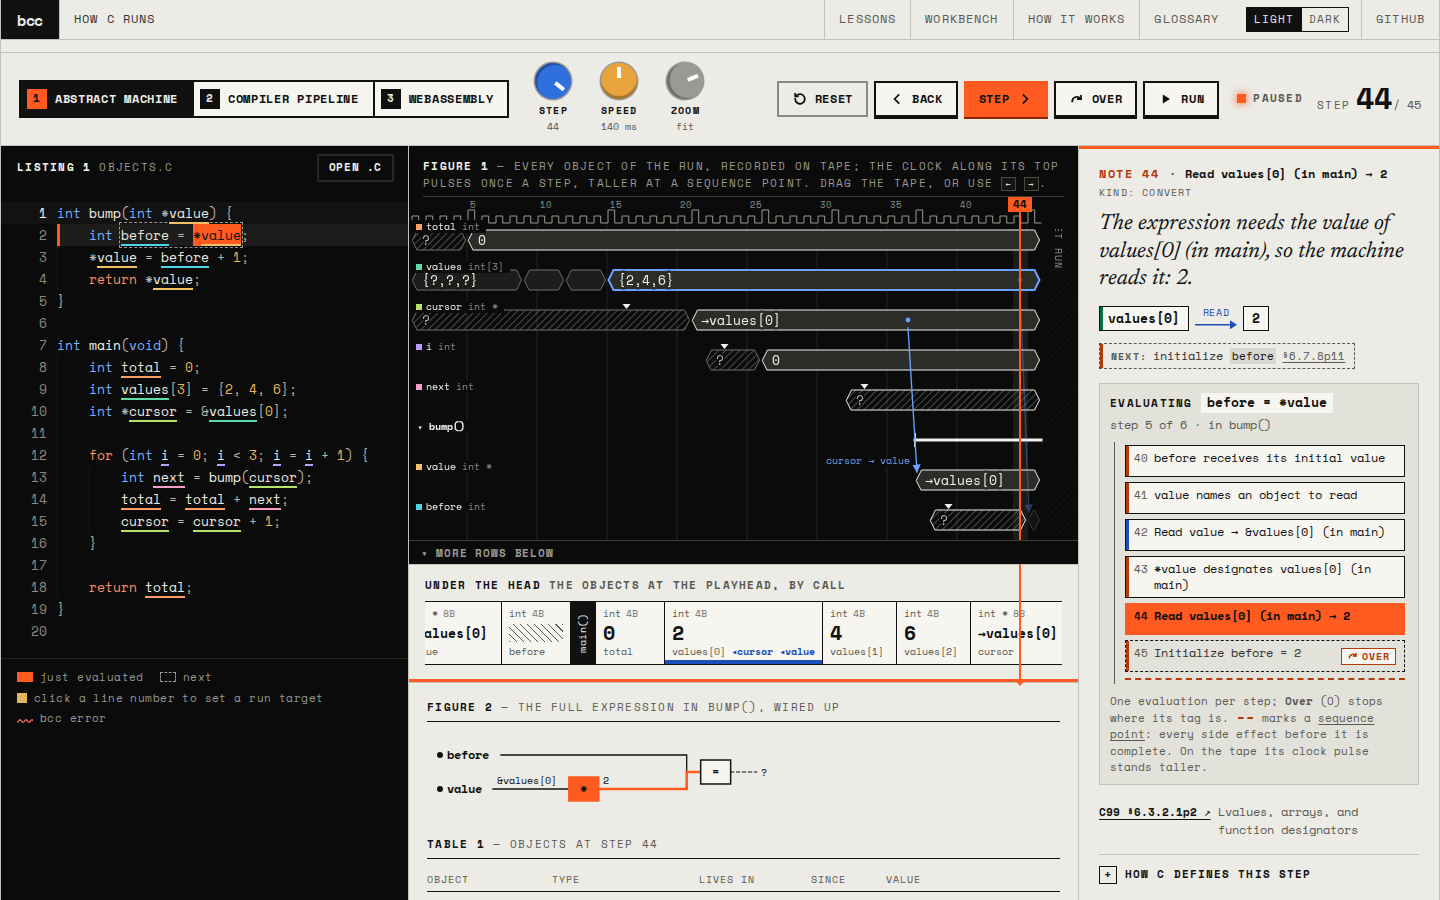 bcc HOW C RUNS LESSONS WORKBENCH HOW IT WORKS GLOSSARY LIGHT DARK GITHUB
1 ABSTRACT MACHINE 2 COMPILER PIPELINE 3 WEBASSEMBLY
STEP SPEED ZOOM
44 140 ms fit
RESET BACK STEP OVER RUN PAUSED STEP 44 / 45
LISTING 1 OBJECTS.C OPEN .C
1 int bump(int *value) {
2 int before = *value;
3 *value = before + 1;
4 return *value;
5 }
6
7 int main(void) {
8 int total = 0;
9 int values[3] = {2, 4, 6};
10 int *cursor = &values[0];
11
12 for (int i = 0; i < 3; i = i + 1) {
13 int next = bump(cursor);
14 total = total + next;
15 cursor = cursor + 1;
16 }
17
18 return total;
19 }
20
just evaluated next
click a line number to set a run target
bcc error
FIGURE 1 — EVERY OBJECT OF THE RUN, RECORDED ON TAPE; THE CLOCK ALONG ITS TOP
PULSES ONCE A STEP, TALLER AT A SEQUENCE POINT. DRAG THE TAPE, OR USE ← →.
5 10 15 20 25 30 35 40 44
total int
? 0
values int[3]
{?,?,?} {2,4,6}
cursor int *
? →values[0]
i int
? 0
next int
?
▾ bump()
value int *
cursor → value
→values[0]
before int
?
▾ MORE ROWS BELOW
UNDER THE HEAD THE OBJECTS AT THE PLAYHEAD, BY CALL
* 8B int 4B main() int 4B int 4B int 4B int 4B int * 8B
alues[0] 0 2 4 6 →values[0]
ue before total values[0] ◂cursor ◂value values[1] values[2] cursor
FIGURE 2 — THE FULL EXPRESSION IN BUMP(), WIRED UP
before
&values[0] 2 = ?
value *
TABLE 1 — OBJECTS AT STEP 44
OBJECT TYPE LIVES IN SINCE VALUE
NOTE 44 · Read values[0] (in main) → 2
KIND: CONVERT
The expression needs the value of
values[0] (in main), so the machine
reads it: 2.
values[0] READ 2
NEXT: initialize before §6.7.8p11
EVALUATING before = *value
step 5 of 6 · in bump()
40 before receives its initial value
41 value names an object to read
42 Read value → &values[0] (in main)
43 *value designates values[0] (in
main)
44 Read values[0] (in main) → 2
45 Initialize before = 2 OVER
One evaluation per step; Over (O) stops
where its tag is. marks a sequence
point: every side effect before it is
complete. On the tape its clock pulse
stands taller.
C99 §6.3.2.1p2 ↗ Lvalues, arrays, and
function designators
+ HOW C DEFINES THIS STEP